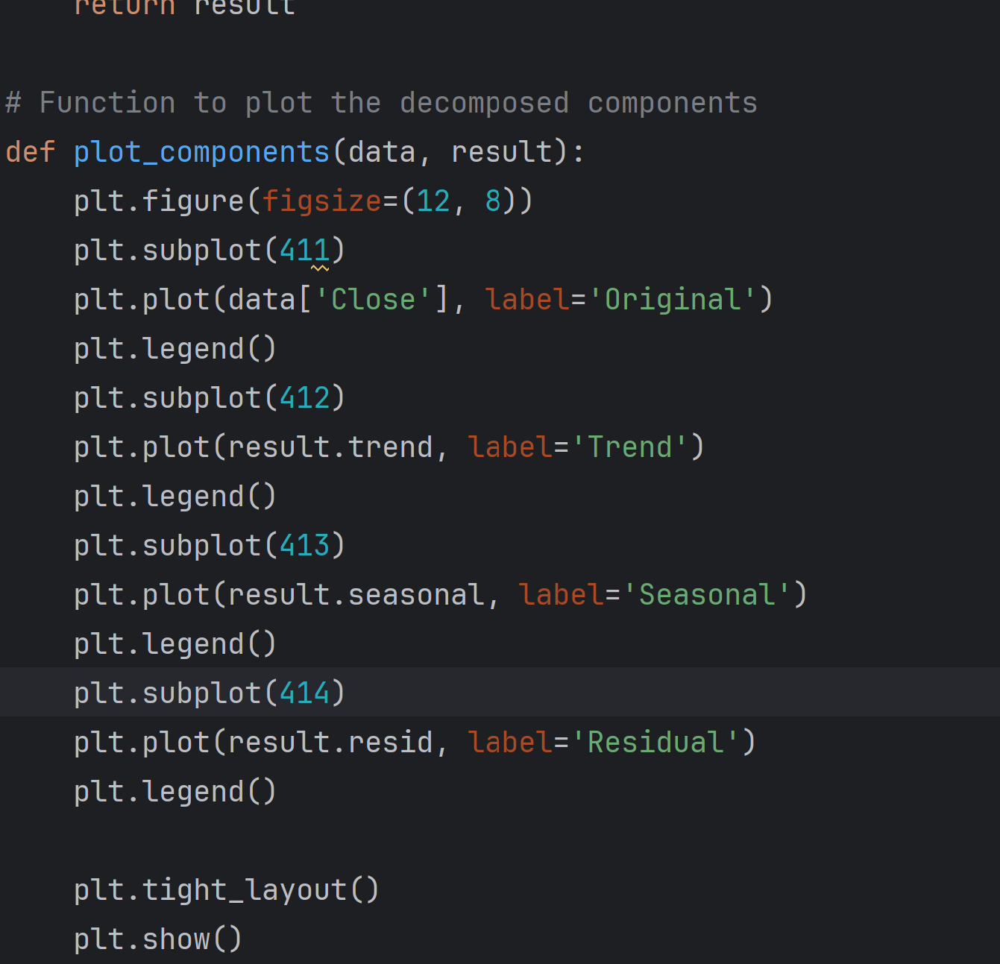 return result
# Function to plot the decomposed components
def plot_components(data, result):
    plt.figure(figsize=(12, 8))
    plt.subplot(411)
    plt.plot(data['Close'], label='Original')
    plt.legend()
    plt.subplot(412)
    plt.plot(result.trend, label='Trend')
    plt.legend()
    plt.subplot(413)
    plt.plot(result.seasonal, label='Seasonal')
    plt.legend()
    plt.subplot(414)
    plt.plot(result.resid, label='Residual')
    plt.legend()
    plt.tight_layout()
    plt.show()